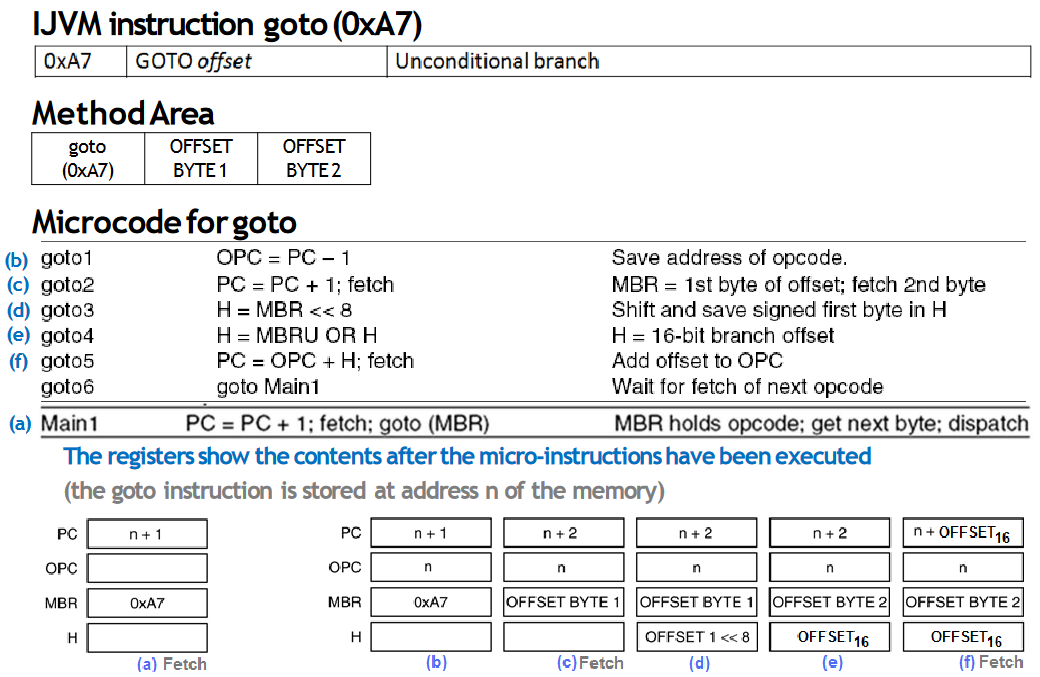 IJVM instruction goto (0xA7)
0xA7 GOTO offset Unconditional branch
Method Area
goto (0xA7) OFFSET BYTE 1 OFFSET BYTE 2
Microcode for goto
(b) goto1 OPC = PC – 1 Save address of opcode.
(c) goto2 PC = PC + 1; fetch MBR = 1st byte of offset; fetch 2nd byte
(d) goto3 H = MBR << 8 Shift and save signed first byte in H
(e) goto4 H = MBRU OR H H = 16-bit branch offset
(f) goto5 PC = OPC + H; fetch Add offset to OPC
goto6 goto Main1 Wait for fetch of next opcode
(a) Main1 PC = PC + 1; fetch; goto (MBR) MBR holds opcode; get next byte; dispatch
The registers show the contents after the micro-instructions have been executed
(the goto instruction is stored at address n of the memory)
PC n + 1 PC n + 1 n + 2 n + 2 n + 2 n + OFFSET16
OPC OPC n n n n n
MBR 0xA7 MBR 0xA7 OFFSET BYTE 1 OFFSET BYTE 1 OFFSET BYTE 2 OFFSET BYTE 2
H H OFFSET 1 << 8 OFFSET16 OFFSET16
(a) Fetch (b) (c) Fetch (d) (e) (f) Fetch